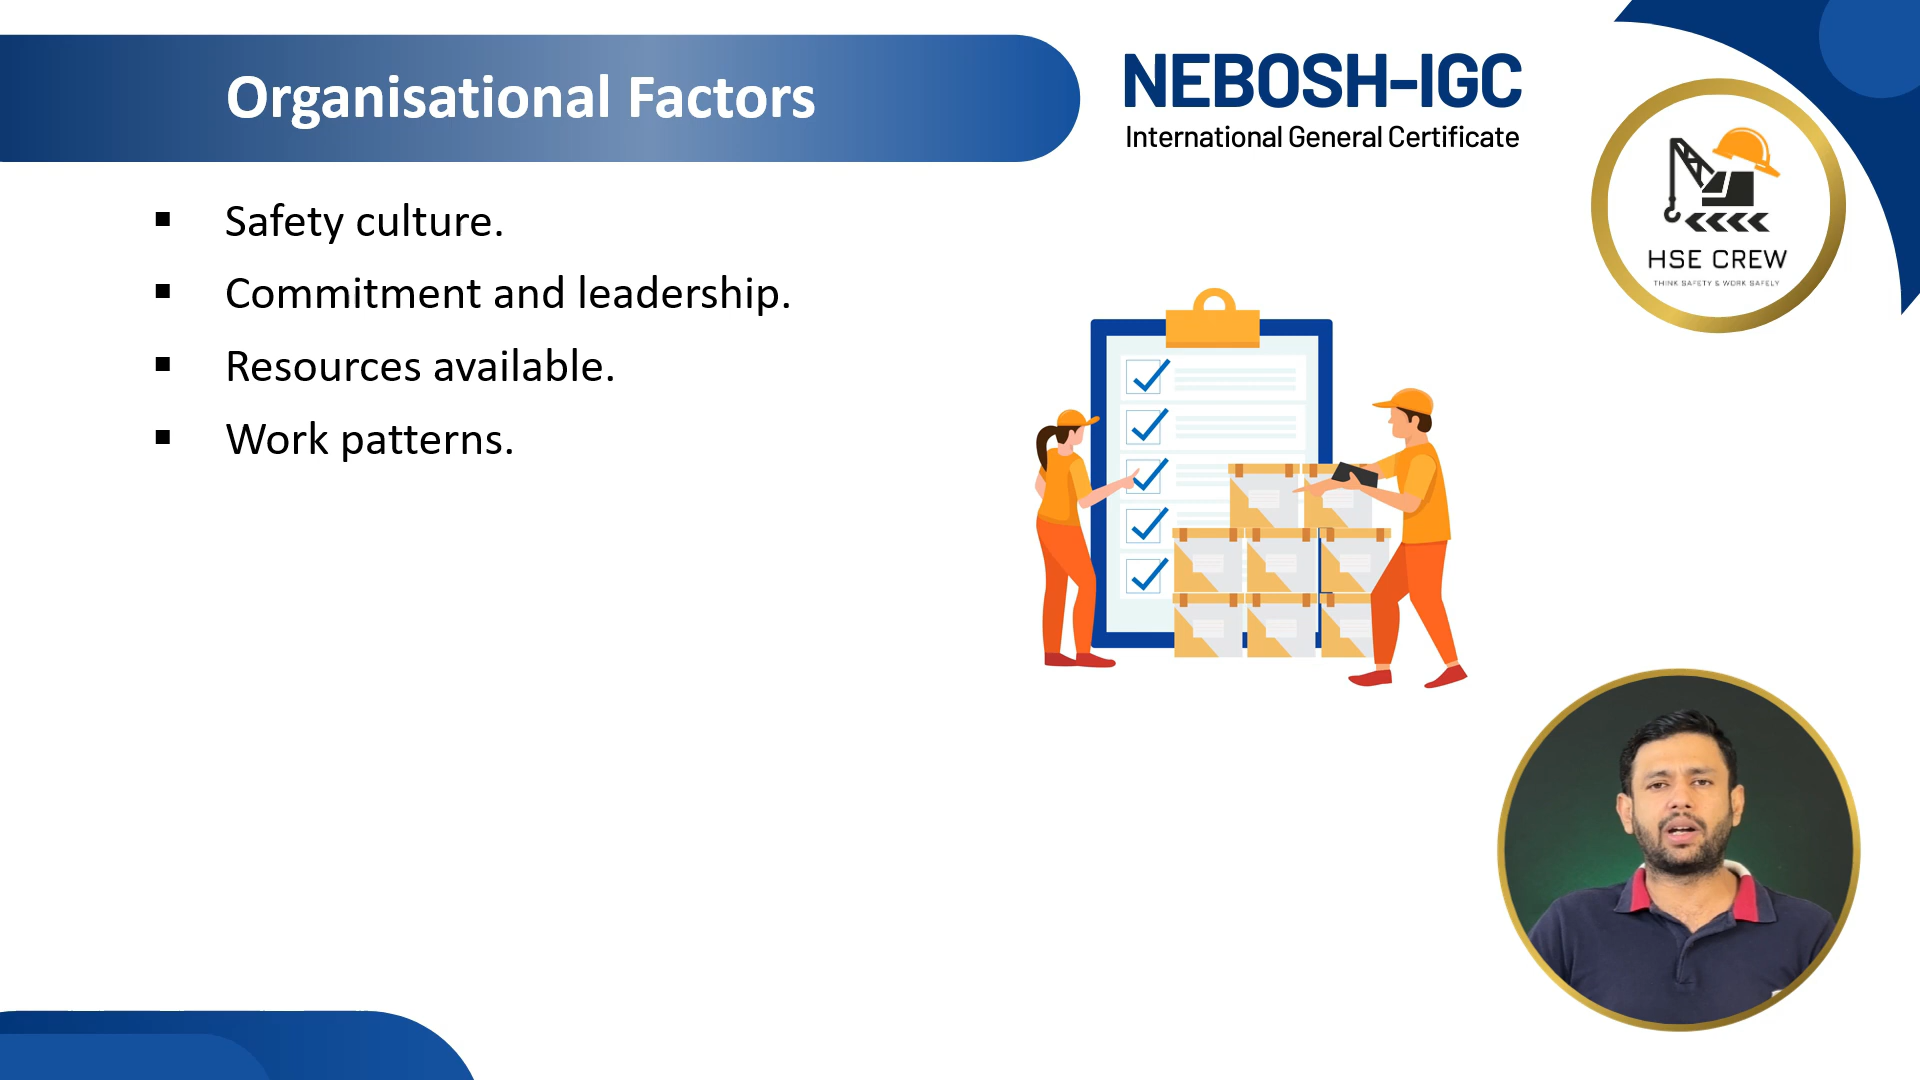 Organisational Factors
NEBOSH-IGC
International General Certificate
HSE CREW
THINK SAFETY & WORK SAFELY
Safety culture.
Commitment and leadership.
Resources available.
Work patterns.